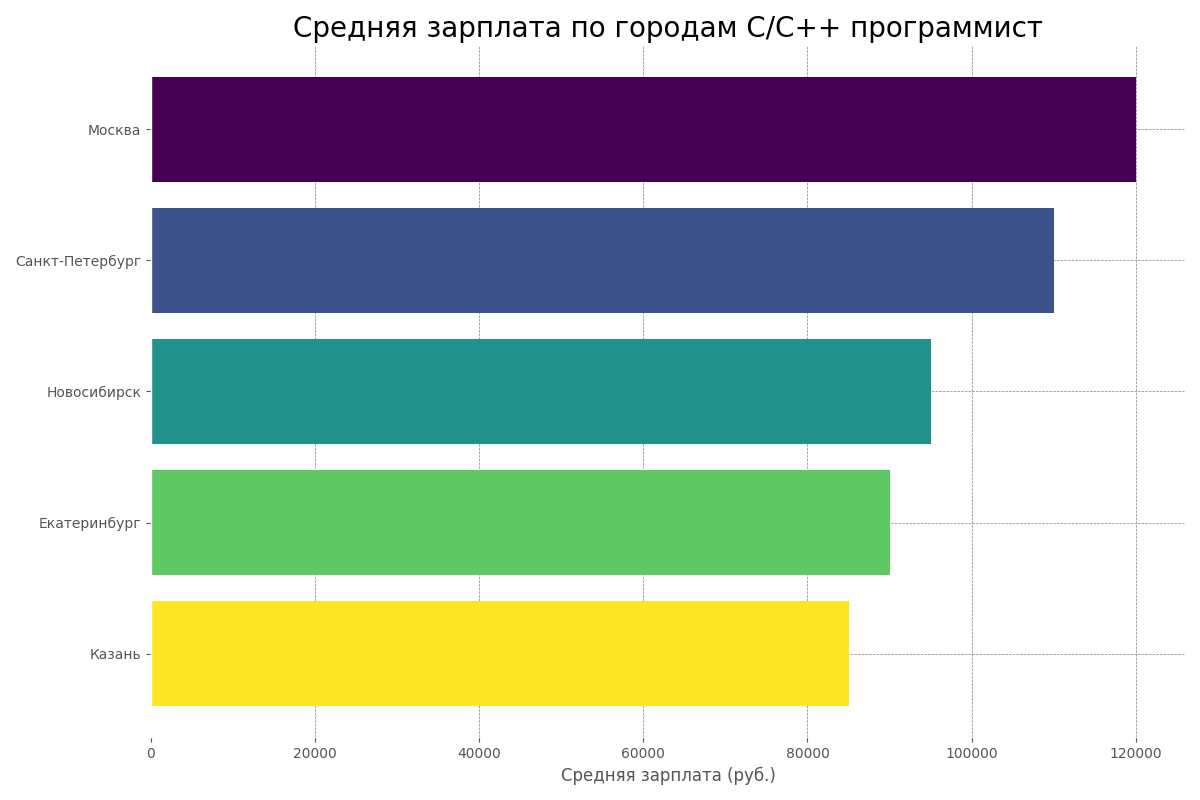 Средняя зарплата по городам C/C++ программист
Москва
Санкт-Петербург
Новосибирск
Екатеринбург
Казань
0 20000 40000 60000 80000 100000 120000
Средняя зарплата (руб.)